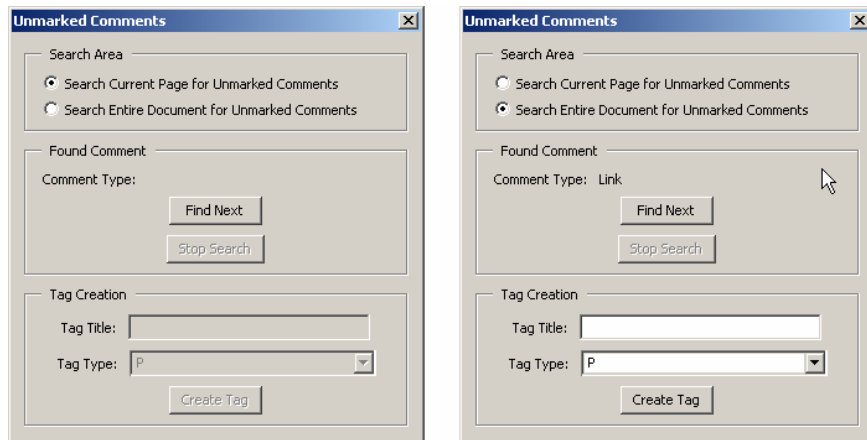 Unmarked Comments
Search Area
Search Current Page for Unmarked Comments
Search Entire Document for Unmarked Comments
Found Comment
Comment Type:
Find Next
Stop Search
Tag Creation
Tag Title:
Tag Type: P
Create Tag
Unmarked Comments
Search Area
Search Current Page for Unmarked Comments
Search Entire Document for Unmarked Comments
Found Comment
Comment Type: Link
Find Next
Stop Search
Tag Creation
Tag Title:
Tag Type: P
Create Tag